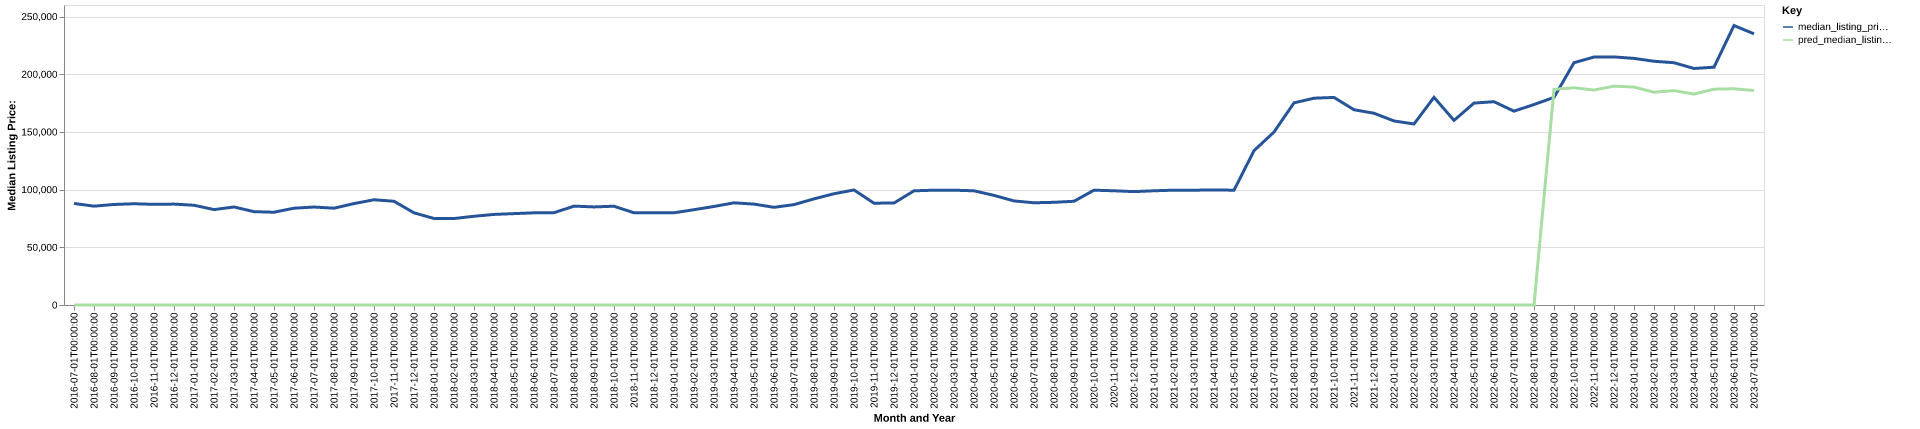 250,000
200,000
150,000
100,000
50,000
0
Median Listing Price:
2016-07-01T00:00:00
2016-08-01T00:00:00
2016-09-01T00:00:00
2016-10-01T00:00:00
2016-11-01T00:00:00
2016-12-01T00:00:00
2017-01-01T00:00:00
2017-02-01T00:00:00
2017-03-01T00:00:00
2017-04-01T00:00:00
2017-05-01T00:00:00
2017-06-01T00:00:00
2017-07-01T00:00:00
2017-08-01T00:00:00
2017-09-01T00:00:00
2017-10-01T00:00:00
2017-11-01T00:00:00
2017-12-01T00:00:00
2018-01-01T00:00:00
2018-02-01T00:00:00
2018-03-01T00:00:00
2018-04-01T00:00:00
2018-05-01T00:00:00
2018-06-01T00:00:00
2018-07-01T00:00:00
2018-08-01T00:00:00
2018-09-01T00:00:00
2018-10-01T00:00:00
2018-11-01T00:00:00
2018-12-01T00:00:00
2019-01-01T00:00:00
2019-02-01T00:00:00
2019-03-01T00:00:00
2019-04-01T00:00:00
2019-05-01T00:00:00
2019-06-01T00:00:00
2019-07-01T00:00:00
2019-08-01T00:00:00
2019-09-01T00:00:00
2019-10-01T00:00:00
2019-11-01T00:00:00
2019-12-01T00:00:00
2020-01-01T00:00:00
2020-02-01T00:00:00
2020-03-01T00:00:00
2020-04-01T00:00:00
2020-05-01T00:00:00
2020-06-01T00:00:00
2020-07-01T00:00:00
2020-08-01T00:00:00
2020-09-01T00:00:00
2020-10-01T00:00:00
2020-11-01T00:00:00
2020-12-01T00:00:00
2021-01-01T00:00:00
2021-02-01T00:00:00
2021-03-01T00:00:00
2021-04-01T00:00:00
2021-05-01T00:00:00
2021-06-01T00:00:00
2021-07-01T00:00:00
2021-08-01T00:00:00
2021-09-01T00:00:00
2021-10-01T00:00:00
2021-11-01T00:00:00
2021-12-01T00:00:00
2022-01-01T00:00:00
2022-02-01T00:00:00
2022-03-01T00:00:00
2022-04-01T00:00:00
2022-05-01T00:00:00
2022-06-01T00:00:00
2022-07-01T00:00:00
2022-08-01T00:00:00
2022-09-01T00:00:00
2022-10-01T00:00:00
2022-11-01T00:00:00
2022-12-01T00:00:00
2023-01-01T00:00:00
2023-02-01T00:00:00
2023-03-01T00:00:00
2023-04-01T00:00:00
2023-05-01T00:00:00
2023-06-01T00:00:00
2023-07-01T00:00:00
Month and Year
Key
median_listing_pri…
pred_median_listin…